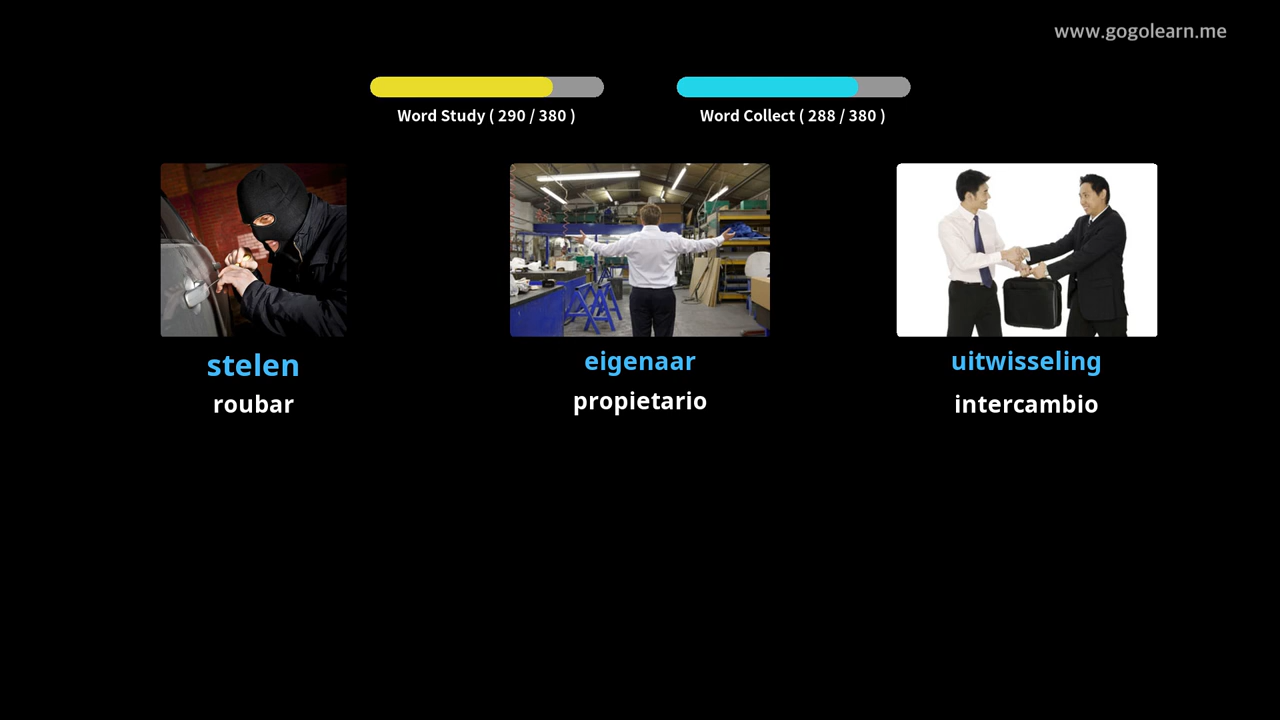 www.gogolearn.me
Word Study ( 290 / 380 )
Word Collect ( 288 / 380 )
stelen
roubar
eigenaar
propietario
uitwisseling
intercambio